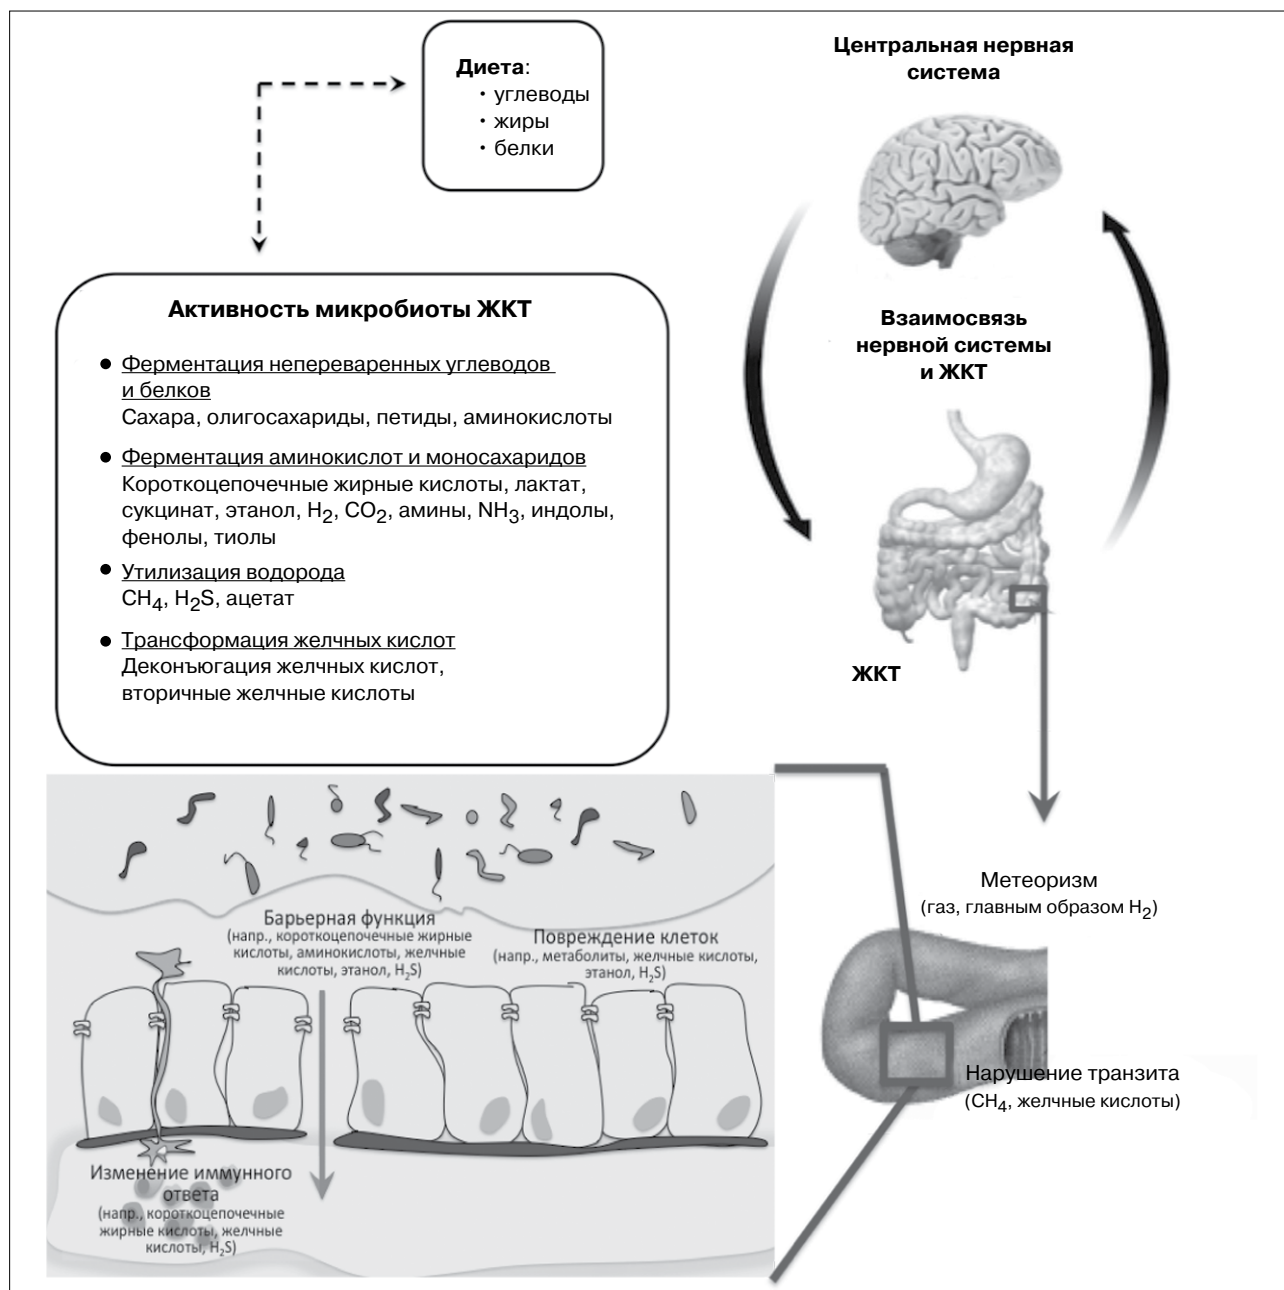 Диета:
• углеводы
• жиры
• белки
Центральная нервная
система
Активность микробиоты ЖКТ
● Ферментация непереваренных углеводов
и белков
Сахара, олигосахариды, петиды, аминокислоты
● Ферментация аминокислот и моносахаридов
Короткоцепочечные жирные кислоты, лактат,
сукцинат, этанол, H₂, CO₂, амины, NH₃, индолы,
фенолы, тиолы
● Утилизация водорода
CH₄, H₂S, ацетат
● Трансформация желчных кислот
Деконъюгация желчных кислот,
вторичные желчные кислоты
Взаимосвязь
нервной системы
и ЖКТ
ЖКТ
Барьерная функция
(напр., короткоцепочечные жирные
кислоты, аминокислоты, желчные
кислоты, этанол, H₂S)
Повреждение клеток
(напр., метаболиты, желчные кислоты,
этанол, H₂S)
Изменение иммунного
ответа
(напр., короткоцепочечные
жирные кислоты, желчные
кислоты, H₂S)
Метеоризм
(газ, главным образом H₂)
Нарушение транзита
(CH₄, желчные кислоты)